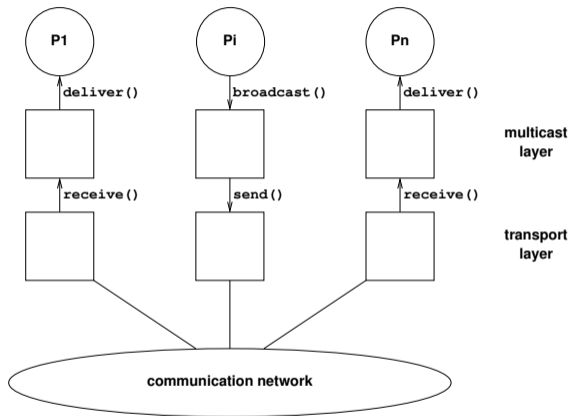 P1
Pi
Pn
deliver()
broadcast()
deliver()
multicast
layer
receive()
send()
receive()
transport
layer
communication network